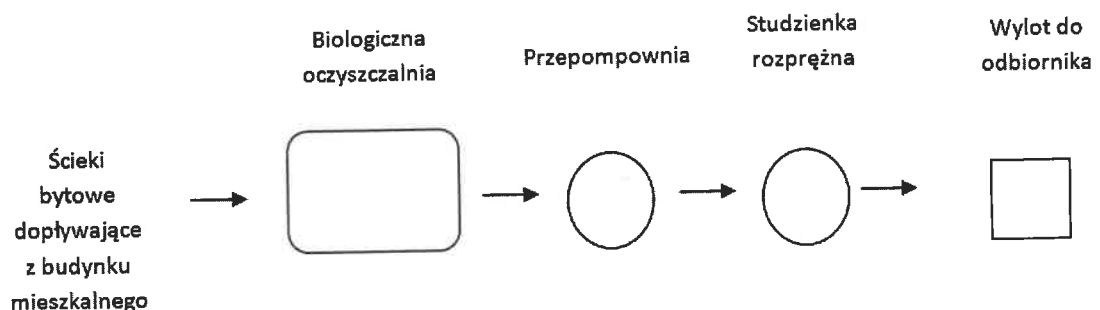 Biologiczna
oczyszczalnia
Przepompownia
Studzienka
rozprężna
Wylot do
odbiornika
Ścieki
bytowe
dopływające
z budynku
mieszkalnego